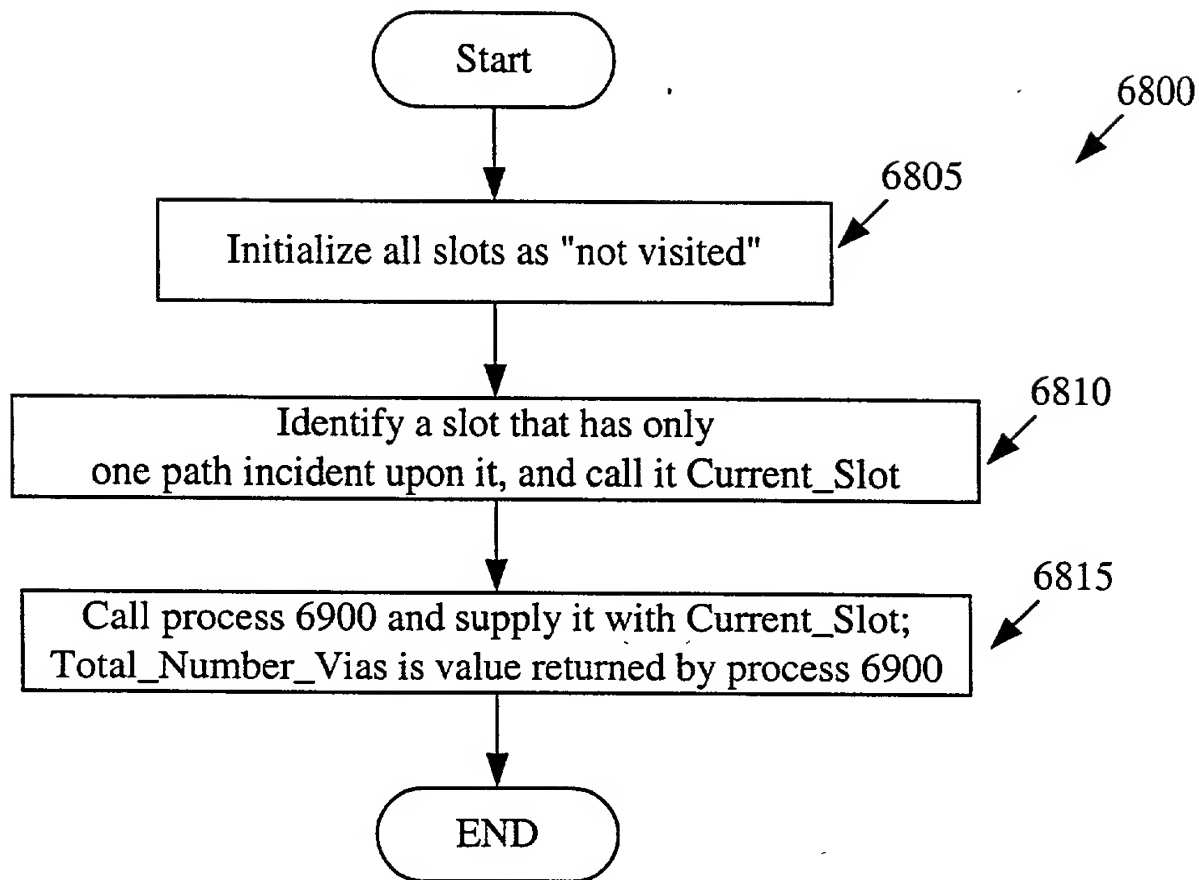 Start
6800
6805
Initialize all slots as "not visited"
6810
Identify a slot that has only
one path incident upon it, and call it Current_Slot
6815
Call process 6900 and supply it with Current_Slot;
Total_Number_Vias is value returned by process 6900
END